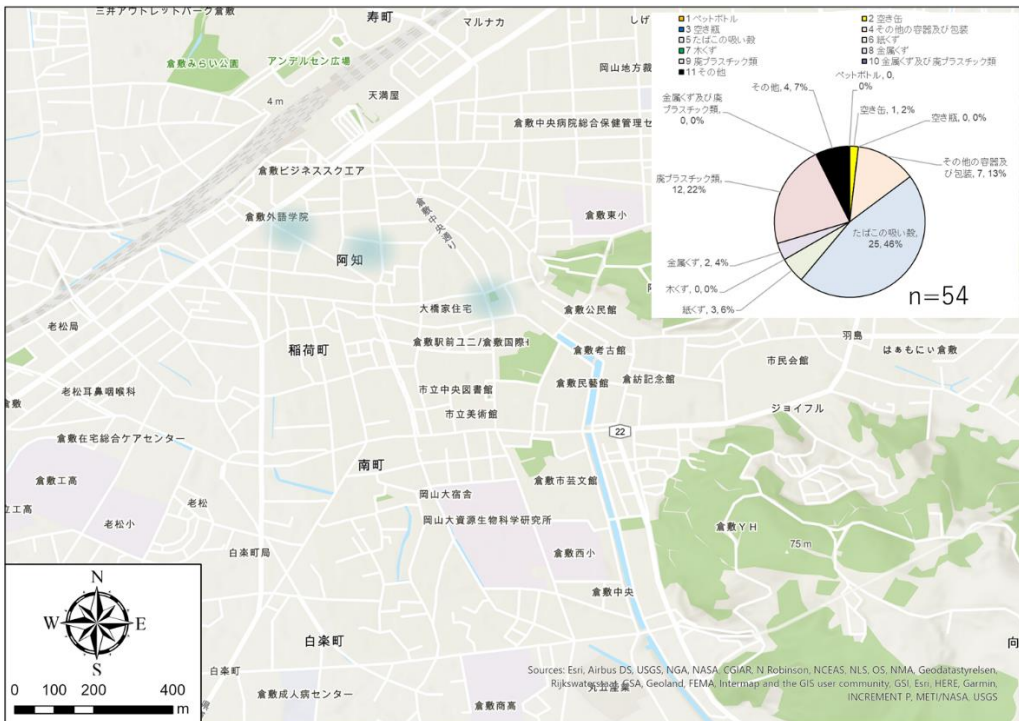 三井アウトレットパーク倉敷
寿町
マルナカ
しげ
倉敷みらい公園
アンデルセン広場
岡山地方裁
4 m
天満屋
倉敷中央病院総合保健管理セ
倉敷ビジネススクエア
倉敷中央通り
倉敷外語学院
倉敷東小
阿知
大橋家住宅
倉敷公民館
老松局
稲荷町
倉敷駅前ユニ/倉敷国際ホ
倉敷考古館
羽島
市民会館
はぁもにぃ倉敷
老松耳鼻咽喉科
市立中央図書館
倉敷民藝館
倉紡記念館
倉敷
市立美術館
ジョイフル
22
倉敷在宅総合ケアセンター
南町
倉敷工高
岡山大宿舎
倉敷市芸文館
老松
立工高
老松小
岡山大資源生物科学研究所
倉敷YH
75 m
白楽町局
倉敷西小
倉敷中央
白楽町
向
白楽町
倉敷成人病センター
丸五産業
倉敷商高
1 ペットボトル
2 空き缶
3 空き瓶
4 その他の容器及び包装
5 たばこの吸い殻
6 紙くず
7 木くず
8 金属くず
9 廃プラスチック類
10 金属くず及び廃プラスチック類
11 その他
ペットボトル, 0,
0%
その他, 4, 7%
金属くず及び廃
プラスチック類
0, 0%
空き缶, 1, 2%
空き瓶, 0, 0%
その他の容器及
び包装, 7, 13%
廃プラスチック類,
12, 22%
たばこの吸い殻,
25, 46%
金属くず, 2, 4%
木くず, 0, 0%
紙くず, 3, 6%
n=54
N
W
E
S
0 100 200 400
m
Sources: Esri, Airbus DS, USGS, NGA, NASA, CGIAR, N Robinson, NCEAS, NLS, OS, NMA, Geodatastyrelsen,
Rijkswaterstaat, GSA, Geoland, FEMA, Intermap and the GIS user community, GSI, Esri, HERE, Garmin,
INCREMENT P, METI/NASA, USGS